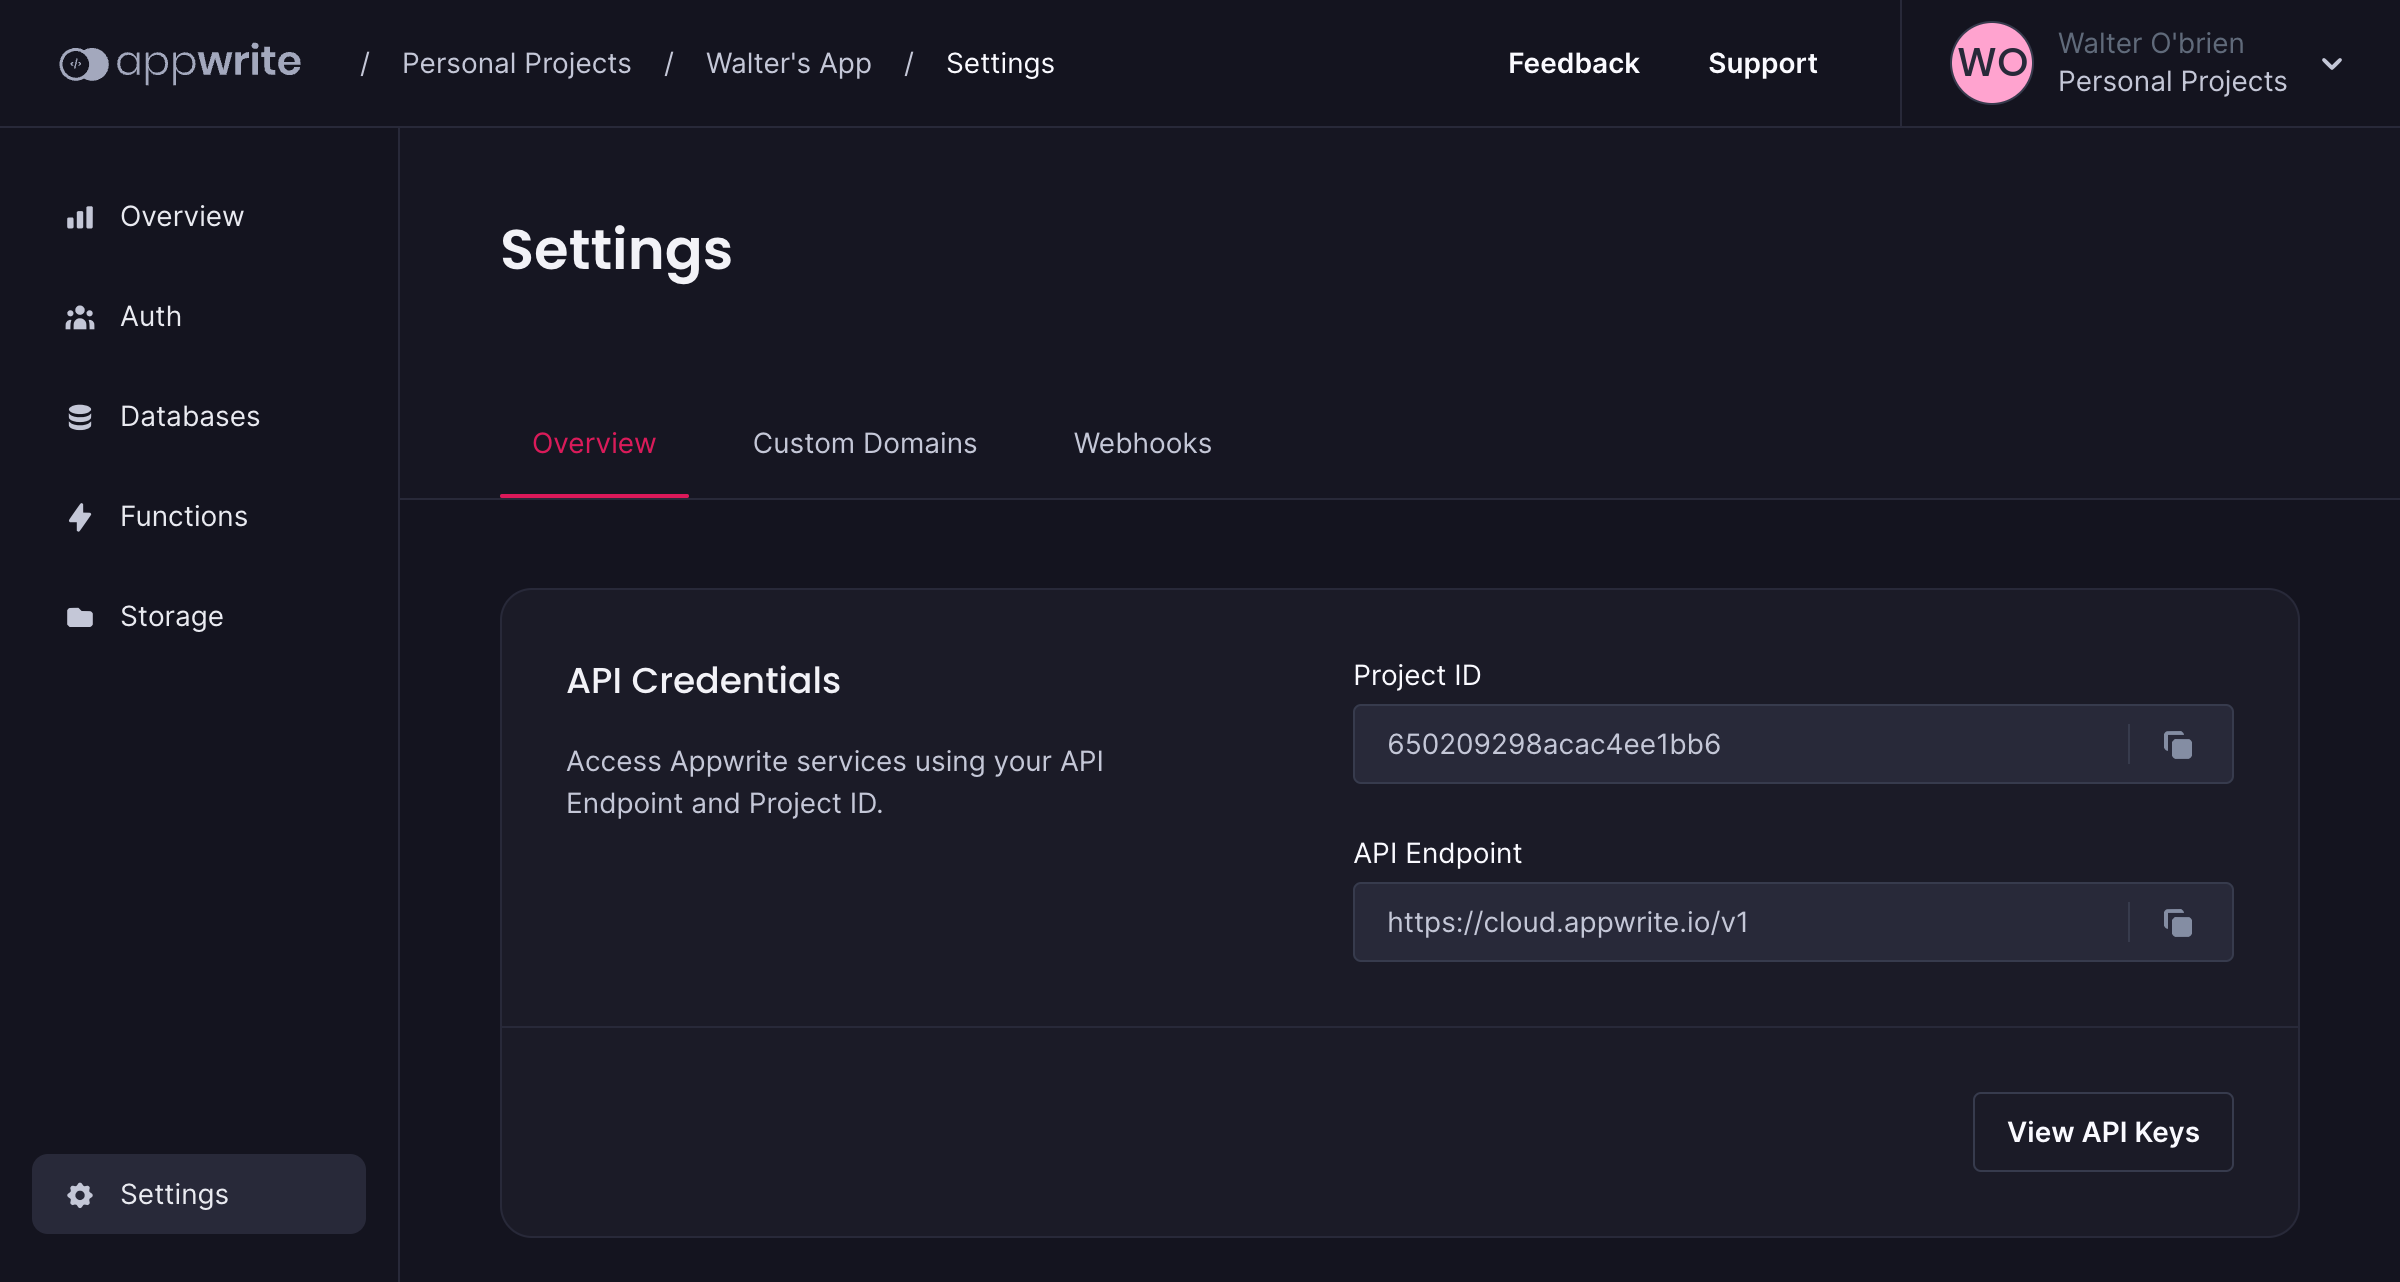 appwrite / Personal Projects / Walter's App / Settings
Feedback Support
WO
Walter O'brien
Personal Projects
Overview
Auth
Databases
Functions
Storage
Settings
Settings
Overview Custom Domains Webhooks
API Credentials
Access Appwrite services using your API
Endpoint and Project ID.
Project ID
650209298acac4ee1bb6
API Endpoint
https://cloud.appwrite.io/v1
View API Keys